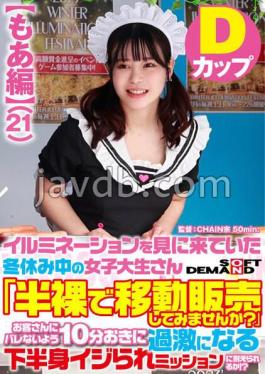 WINTER
ILLUMINATION
FESTIVAL
Dカップ
【もあ編】(21)
監督:CHAIN宋 50min.
イルミネーションを見に来ていた
冬休み中の女子大生さん
SOFT
DEMAND
「半裸で移動販売
してみませんか?」
お客さんに
バレないよう
10分おきに
過激になる
下半身イジられミッション
に耐えられ
るか!?
javdb.com